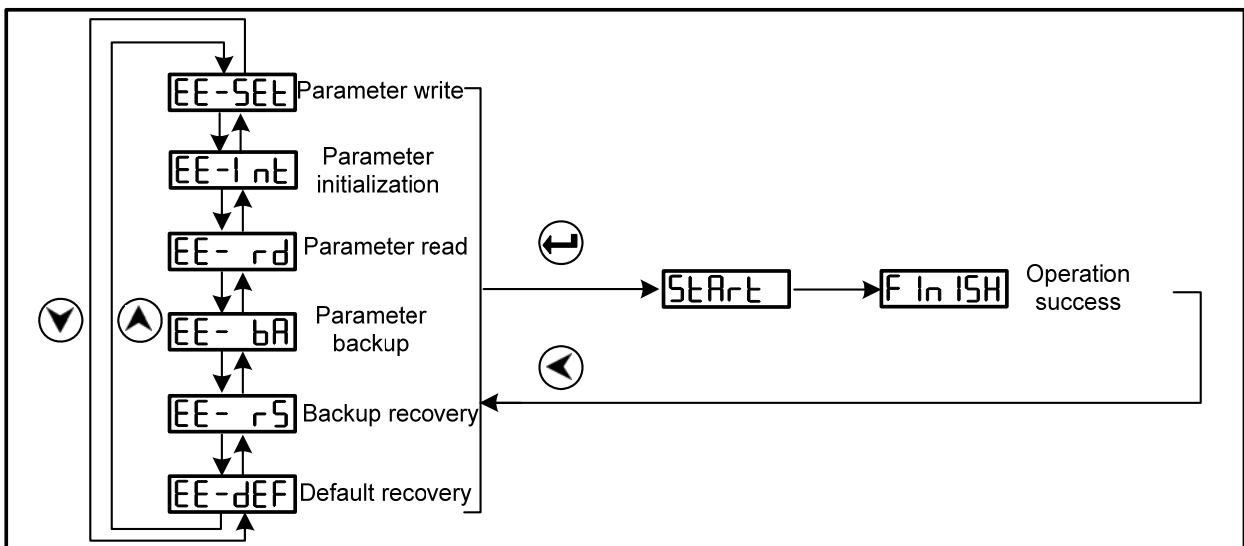 EE-SEt Parameter write
EE-Int Parameter
initialization
EE- rd Parameter read
EE- bA Parameter
backup
EE- rS Backup recovery
EE-dEF Default recovery
StArt
FInISH
Operation
success